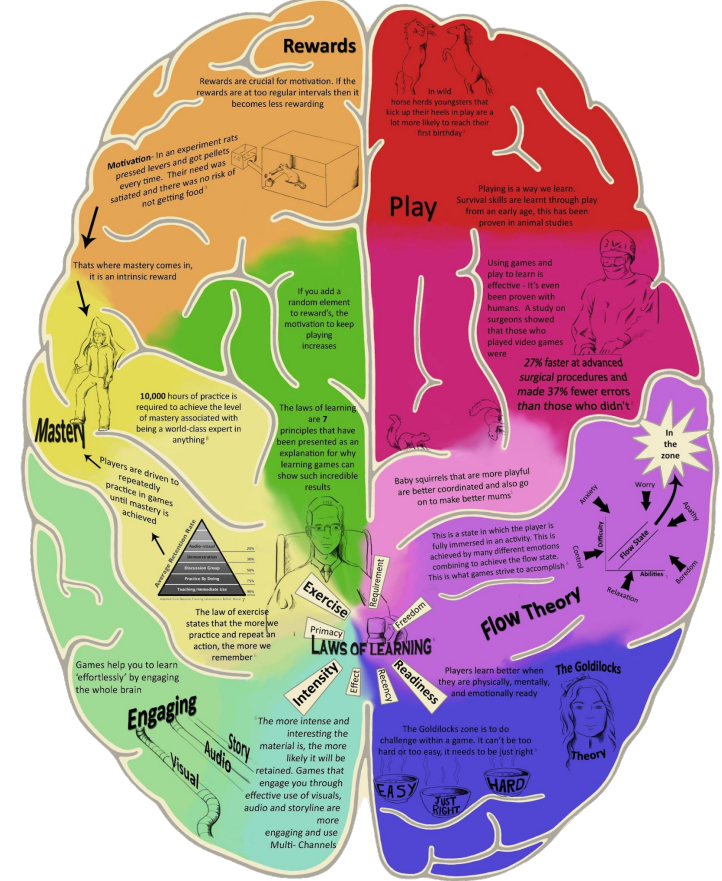 Rewards
Rewards are crucial for motivation. If the
rewards are at too regular intervals then it
becomes less rewarding
Motivation- In an experiment rats
pressed levers and got pellets
every time. Their need was
satiated and there was no risk of
not getting food
Thats where mastery comes in,
it is an intrinsic reward
In wild
horse herds youngsters that
kick up their heels in play are a
lot more likely to reach their
first birthday
Play
Playing is a way we learn.
Survival skills are learnt through play
from an early age, this has been
proven in animal studies
Using games and
play to learn is
effective - It's even
been proven with
humans. A study on
surgeons showed
that those who
played video games
were
27% faster at advanced
surgical procedures and
made 37% fewer errors
than those who didn't
If you add a
random element
to reward's, the
motivation to keep
playing
increases
The laws of learning
are 7
principles that have
been presented as an
explanation for why
learning games can
show such incredible
results
10,000 hours of practice is
required to achieve the level
of mastery associated with
being a world-class expert in
anything
Mastery
Players are driven to
repeatedly
practice in games
until mastery is
achieved
Average Retention Rate
Audio-visual
20%
Demonstration
30%
Discussion Group
50%
Practice By Doing
75%
Teaching/Immediate Use
90%
The law of exercise
states that the more we
practice and repeat an
action, the more we
remember
Baby squirrels that are more playful
are better coordinated and also go
on to make better mums
In
the
zone
This is a state in which the player is
fully immersed in an activity. This is
achieved by many different emotions
combining to achieve the flow state.
This is what games strive to accomplish
Anxiety
Worry
Apathy
Difficulty
Flow State
Control
Abilities
Boredom
Relaxation
Flow Theory
Exercise
Requirement
Freedom
Primacy
LAWS OF LEARNING
Intensity
Effect
Recency
Readiness
Games help you to learn
'effortlessly' by engaging
the whole brain
Engaging
Story
Audio
Visual
The more intense and
interesting the
material is, the more
likely it will be
retained. Games that
engage you through
effective use of visuals,
audio and storyline are
more
engaging and use
Multi- Channels
Players learn better when
they are physically, mentally,
and emotionally ready
The Goldilocks
Theory
The Goldilocks zone is to do
challenge within a game. It can't be too
hard or too easy, it needs to be just right
EASY
JUST
RIGHT
HARD